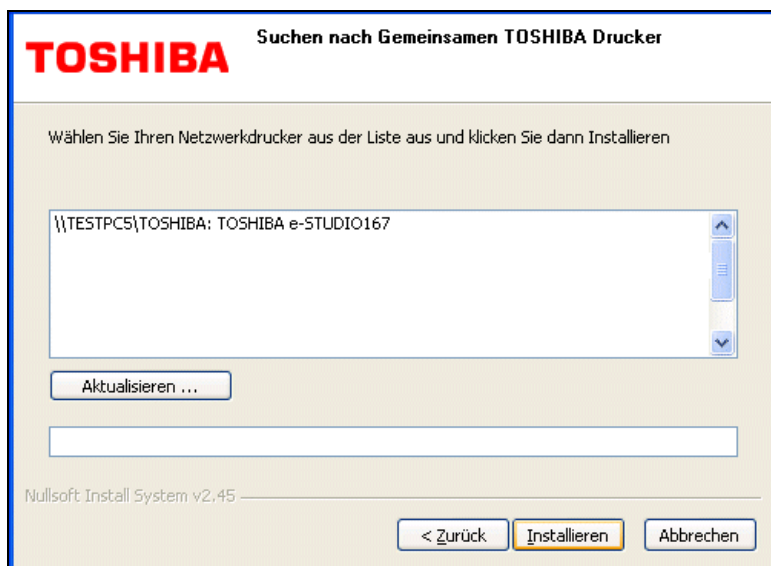 TOSHIBA
Suchen nach Gemeinsamen TOSHIBA Drucker
Wählen Sie Ihren Netzwerkdrucker aus der Liste aus und klicken Sie dann Installieren
\\TESTPC5\TOSHIBA: TOSHIBA e-STUDIO167
Aktualisieren ...
Nullsoft Install System v2.45
< Zurück Installieren Abbrechen